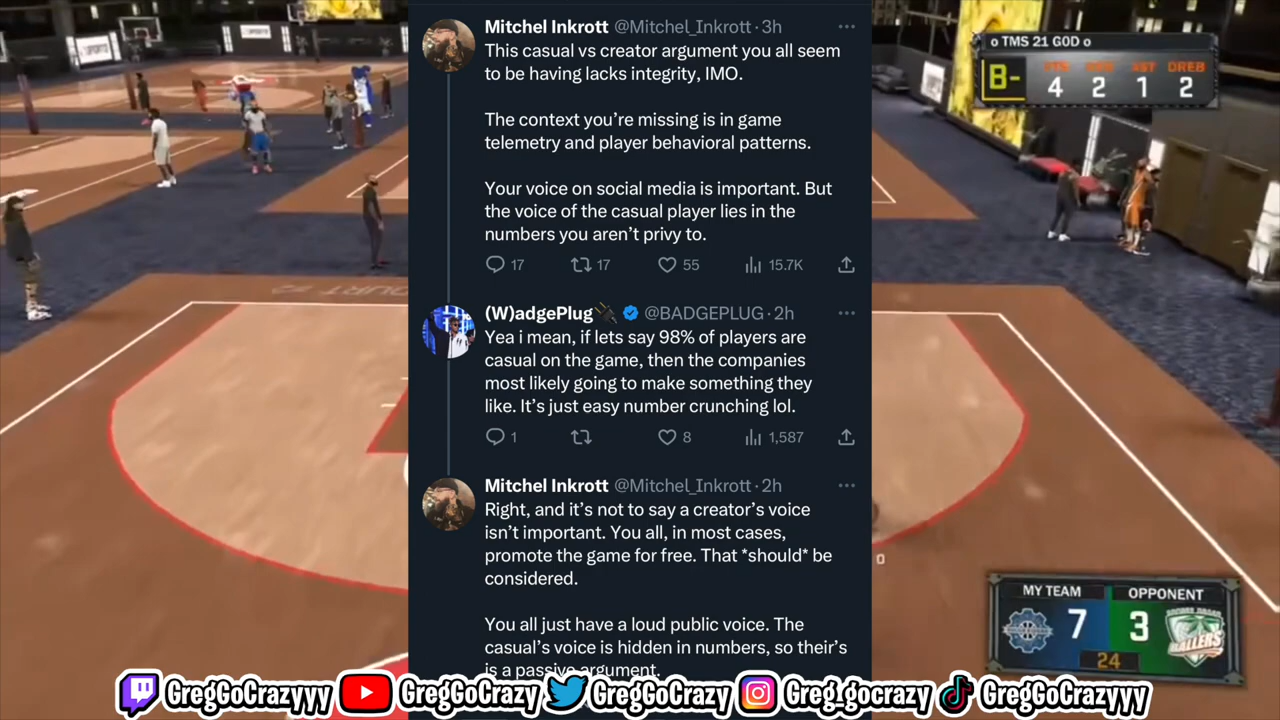 Mitchel Inkrott @Mitchel_Inkrott · 3h
This casual vs creator argument you all seem
to be having lacks integrity, IMO.
The context you're missing is in game
telemetry and player behavioral patterns.
Your voice on social media is important. But
the voice of the casual player lies in the
numbers you aren't privy to.
17 17 55 15.7K
(W)adgePlug @BADGEPLUG · 2h
Yea i mean, if lets say 98% of players are
casual on the game, then the companies
most likely going to make something they
like. It's just easy number crunching lol.
1 8 1,587
Mitchel Inkrott @Mitchel_Inkrott · 2h
Right, and it's not to say a creator's voice
isn't important. You all, in most cases,
promote the game for free. That *should* be
considered.
You all just have a loud public voice. The
casual's voice is hidden in numbers, so their's
is a passive argument.
o TMS 21 GOD o
B-
4 2 1 2
MY TEAM OPPONENT
7 3
24
BALLERS
GregGoCrazyyy GregGoCrazy GregGoCrazy Greg_gocrazy GregGoCrazyyy